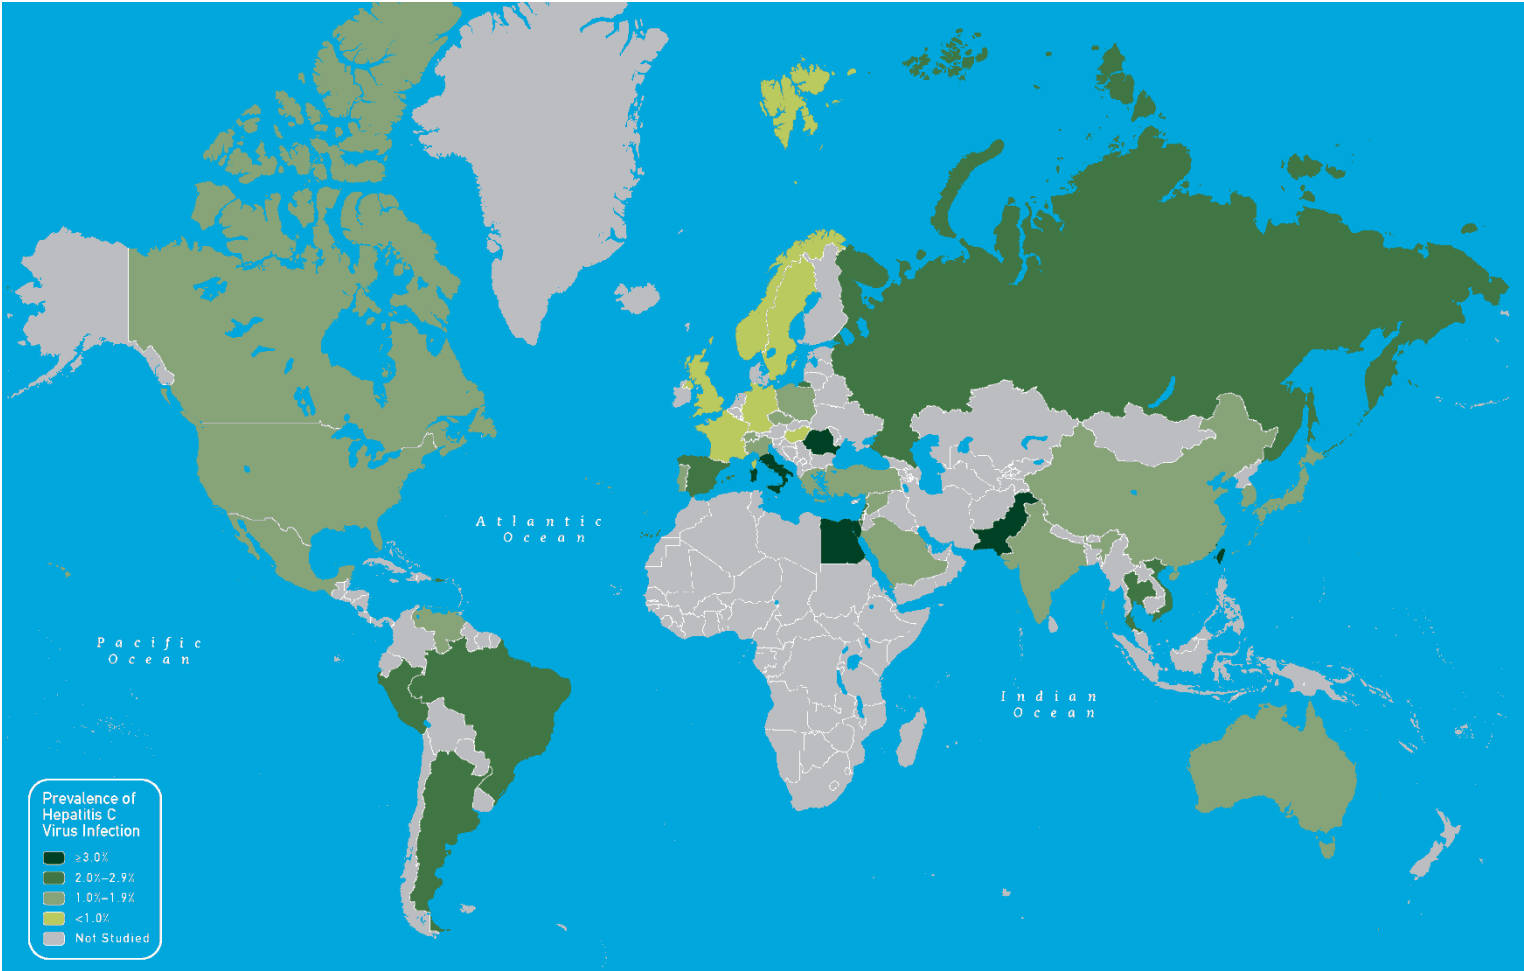 Atlantic
Ocean
Pacific
Ocean
Indian
Ocean
Prevalence of
Hepatitis C
Virus Infection
≥3.0%
2.0%–2.9%
1.0%–1.9%
<1.0%
Not Studied